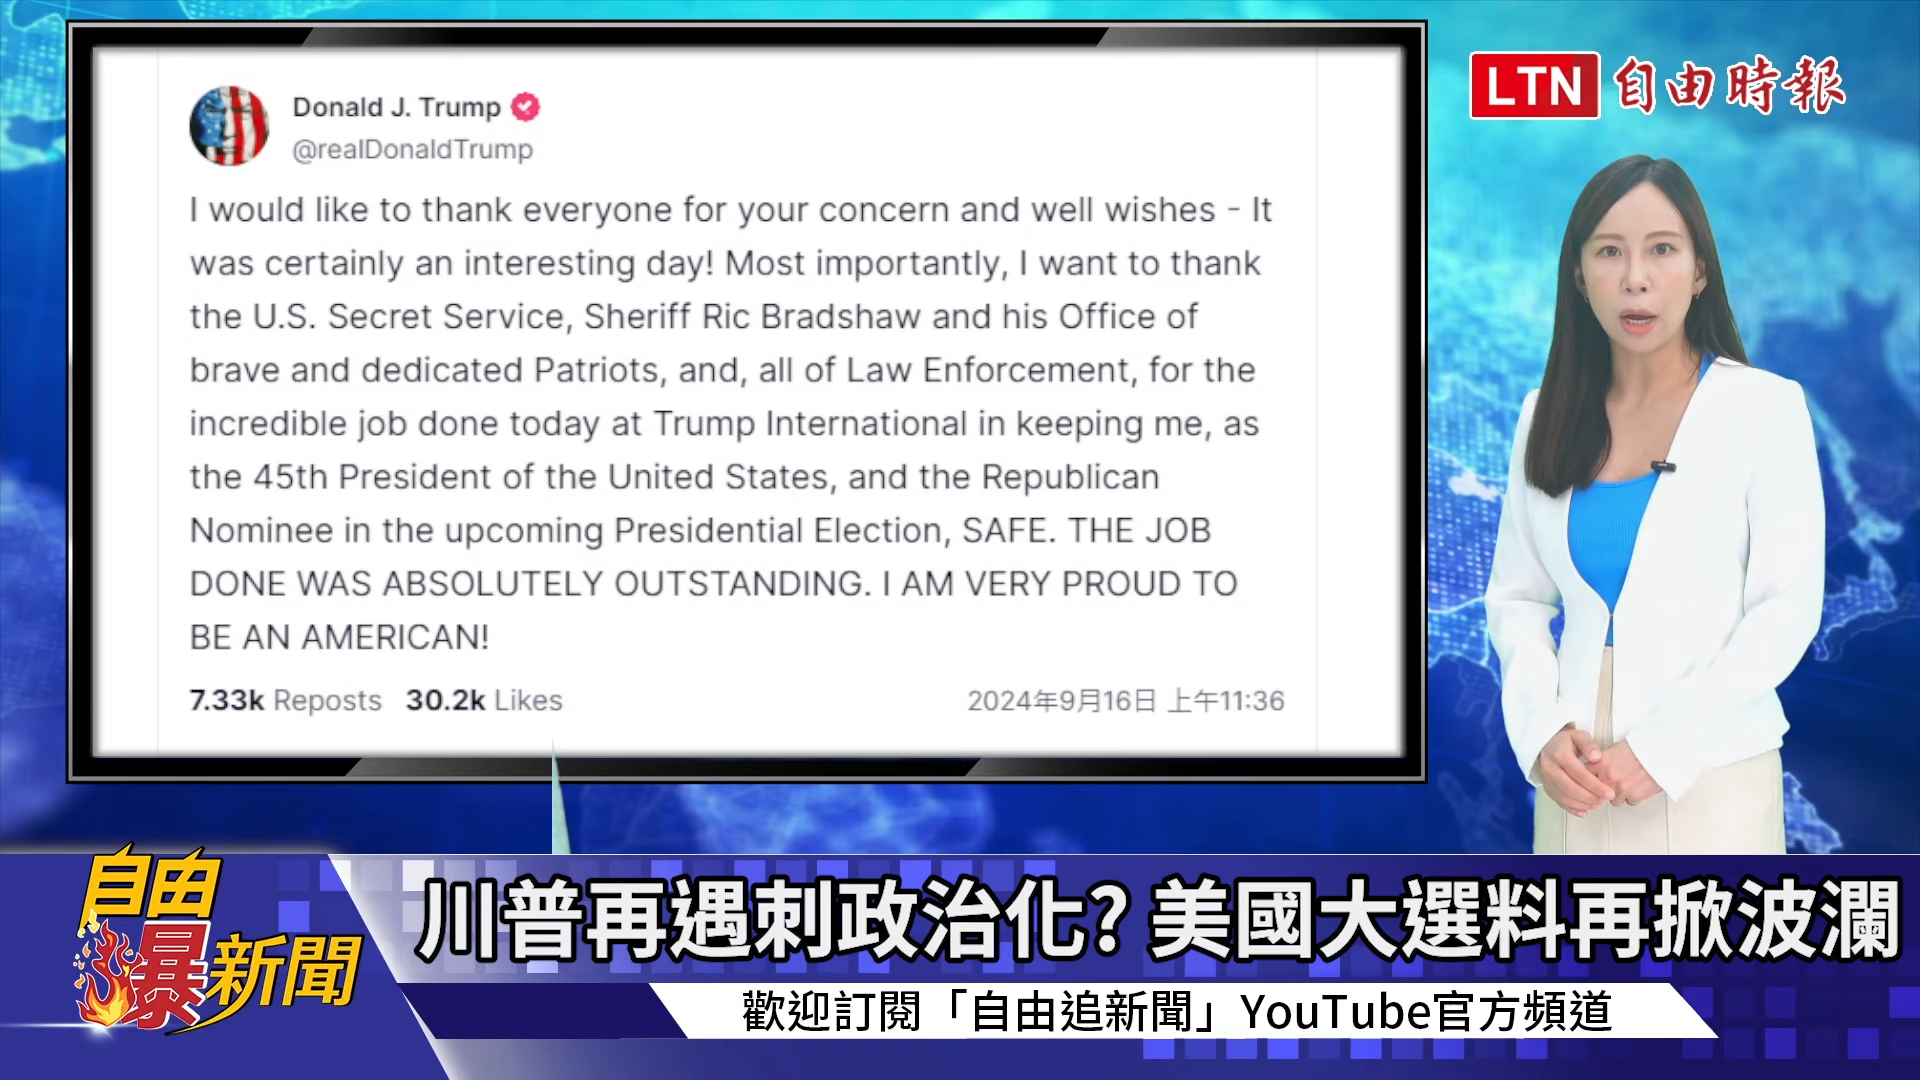 Donald J. Trump
@realDonaldTrump
I would like to thank everyone for your concern and well wishes - It
was certainly an interesting day! Most importantly, I want to thank
the U.S. Secret Service, Sheriff Ric Bradshaw and his Office of
brave and dedicated Patriots, and, all of Law Enforcement, for the
incredible job done today at Trump International in keeping me, as
the 45th President of the United States, and the Republican
Nominee in the upcoming Presidential Election, SAFE. THE JOB
DONE WAS ABSOLUTELY OUTSTANDING. I AM VERY PROUD TO
BE AN AMERICAN!
7.33k Reposts 30.2k Likes 2024年9月16日 上午11:36
LTN 自由時報
自由爆新聞
川普再遇刺政治化? 美國大選料再掀波瀾
歡迎訂閱「自由追新聞」YouTube官方頻道